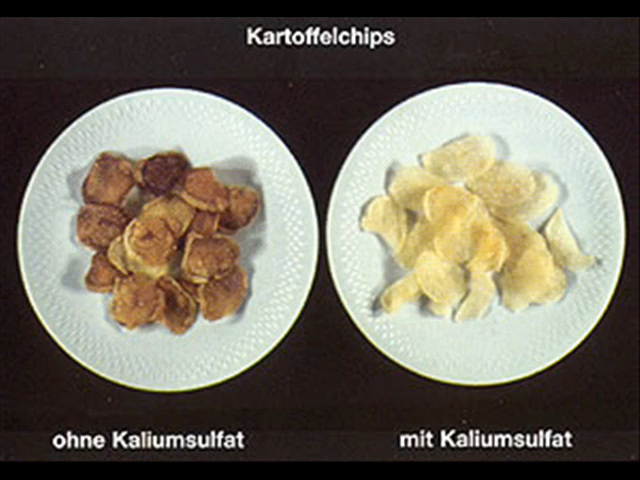 Kartoffelchips
ohne Kaliumsulfat
mit Kaliumsulfat